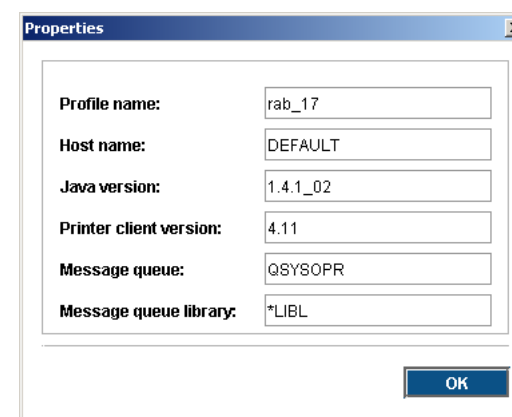 Properties
Profile name: rab_17
Host name: DEFAULT
Java version: 1.4.1_02
Printer client version: 4.11
Message queue: QSYSOPR
Message queue library: *LIBL
OK